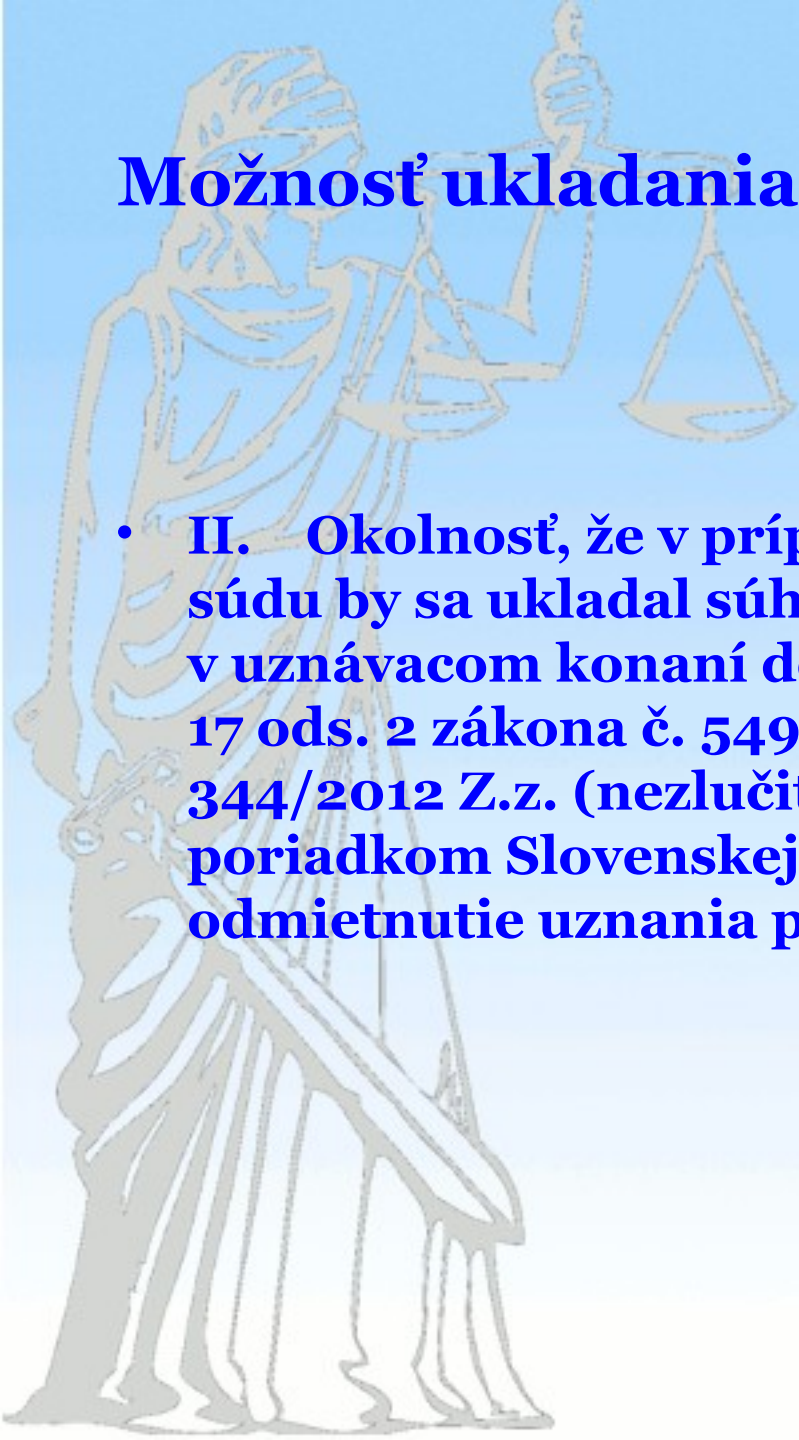 Možnosť ukladania
• II. Okolnosť, že v príp
súdu by sa ukladal súh
v uznávacom konaní d
17 ods. 2 zákona č. 549
344/2012 Z.z. (nezlučit
poriadkom Slovenskej
odmietnutie uznania p